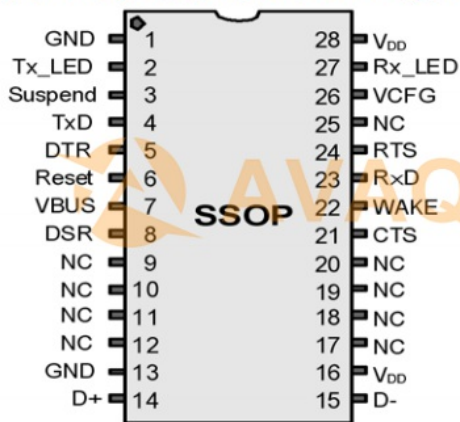 GND 1 28 VDD
Tx_LED 2 27 Rx_LED
Suspend 3 26 VCFG
TxD 4 25 NC
DTR 5 24 RTS
Reset 6 23 RxD
VBUS 7 22 WAKE
SSOP
DSR 8 21 CTS
NC 9 20 NC
NC 10 19 NC
NC 11 18 NC
NC 12 17 NC
GND 13 16 VDD
D+ 14 15 D-
AVAQ